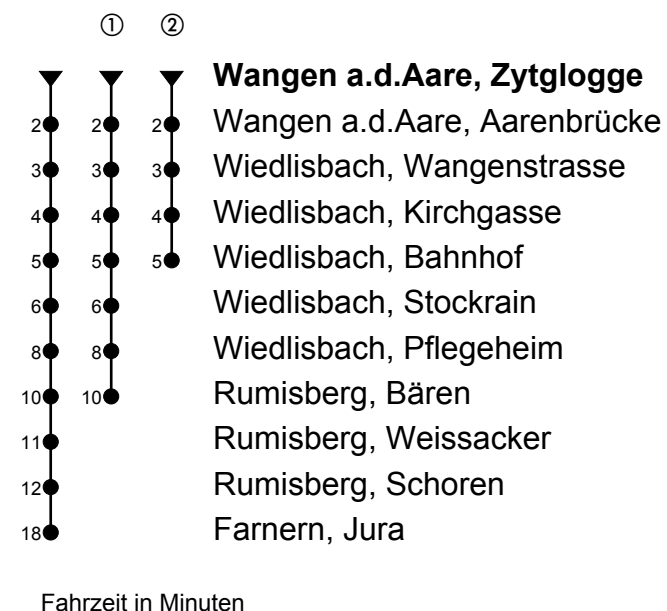 ① ②
Wangen a.d.Aare, Zytglogge
2 2 2 Wangen a.d.Aare, Aarenbrücke
3 3 3 Wiedlisbach, Wangenstrasse
4 4 4 Wiedlisbach, Kirchgasse
5 5 5 Wiedlisbach, Bahnhof
6 6 Wiedlisbach, Stockrain
8 8 Wiedlisbach, Pflegeheim
10 10 Rumisberg, Bären
11 Rumisberg, Weissacker
12 Rumisberg, Schoren
18 Farnern, Jura
Fahrzeit in Minuten